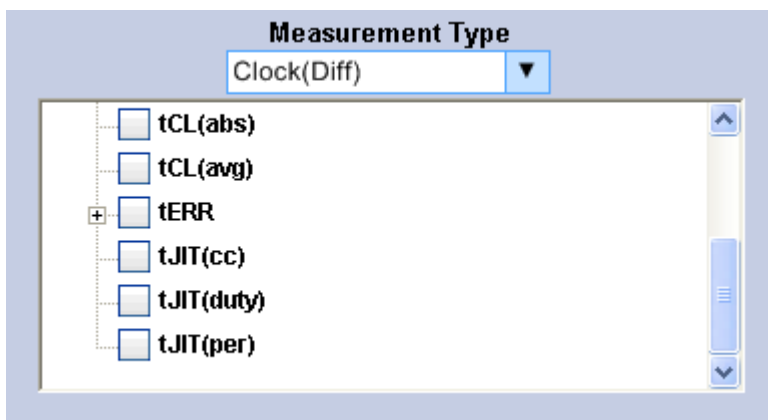 Measurement Type
Clock(Diff)
tCL(abs)
tCL(avg)
tERR
tJIT(cc)
tJIT(duty)
tJIT(per)